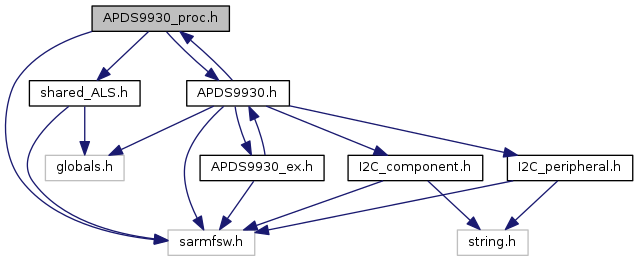 APDS9930_proc.h
shared_ALS.h
APDS9930.h
globals.h
APDS9930_ex.h
I2C_component.h
I2C_peripheral.h
sarmfsw.h
string.h